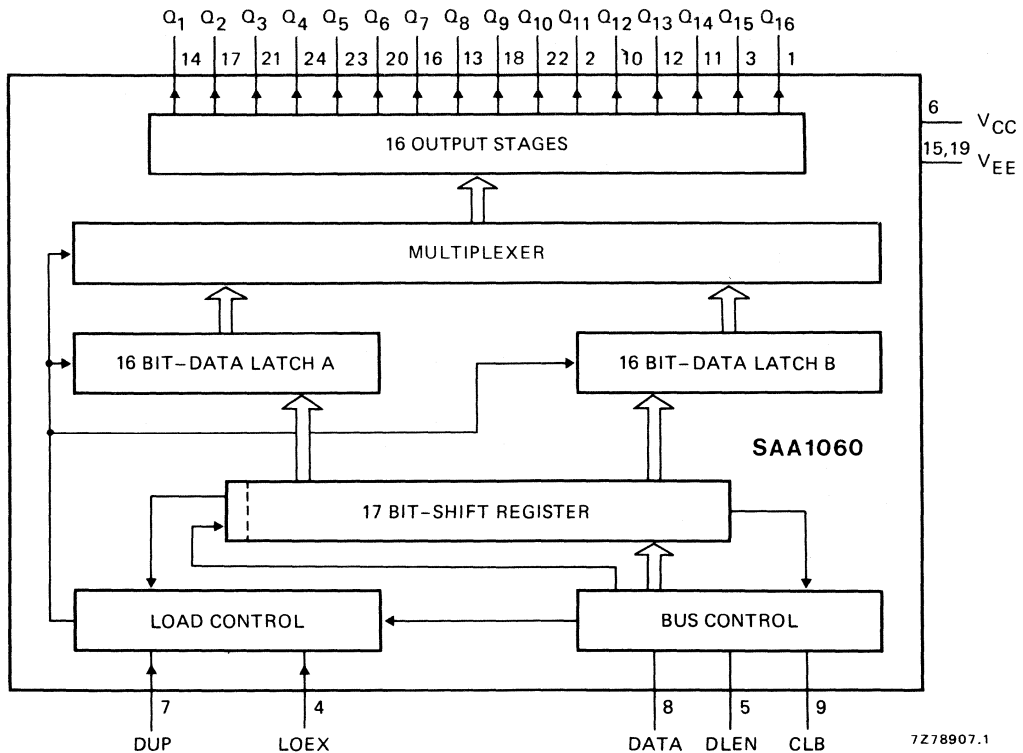 Q1 Q2 Q3 Q4 Q5 Q6 Q7 Q8 Q9 Q10 Q11 Q12 Q13 Q14 Q15 Q16
14 17 21 24 23 20 16 13 18 22 2 10 12 11 3 1
6 VCC
16 OUTPUT STAGES
15,19 VEE
MULTIPLEXER
16 BIT-DATA LATCH A
16 BIT-DATA LATCH B
SAA1060
17 BIT-SHIFT REGISTER
LOAD CONTROL
BUS CONTROL
7 4 8 5 9
DUP LOEX DATA DLEN CLB
7Z78907.1